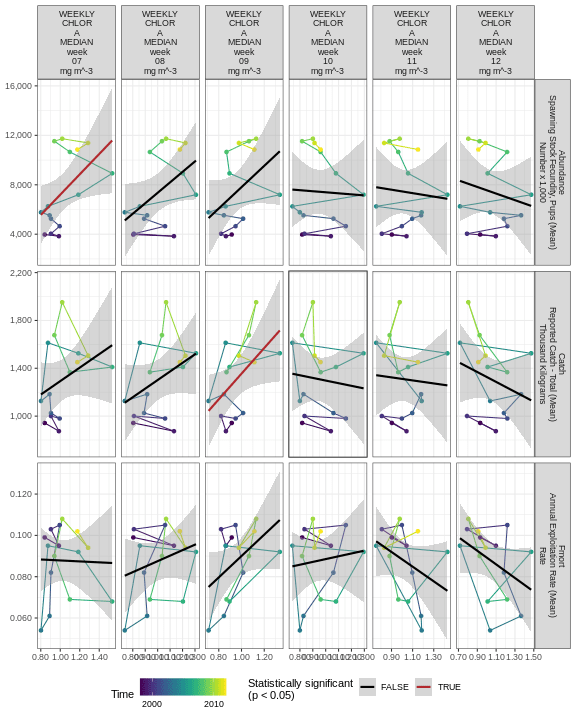 WEEKLY
CHLOR
A
MEDIAN
week
07
mg m^-3
WEEKLY
CHLOR
A
MEDIAN
week
08
mg m^-3
WEEKLY
CHLOR
A
MEDIAN
week
09
mg m^-3
WEEKLY
CHLOR
A
MEDIAN
week
10
mg m^-3
WEEKLY
CHLOR
A
MEDIAN
week
11
mg m^-3
WEEKLY
CHLOR
A
MEDIAN
week
12
mg m^-3
16,000
12,000
8,000
4,000
Abundance
Spawning Stock Fecundity, Pups (Mean)
Number x 1,000
2,200
1,800
1,400
1,000
Catch
Reported Catch - Total (Mean)
Thousand Kilograms
0.120
0.100
0.080
0.060
Fmort
Annual Exploitation Rate (Mean)
Rate
0.80 1.00 1.20 1.40
0.80 1.00 1.20
0.90 1.10 1.30
0.70 0.90 1.10 1.30 1.50
Time
2000 2010
Statistically significant
(p < 0.05)
FALSE
TRUE